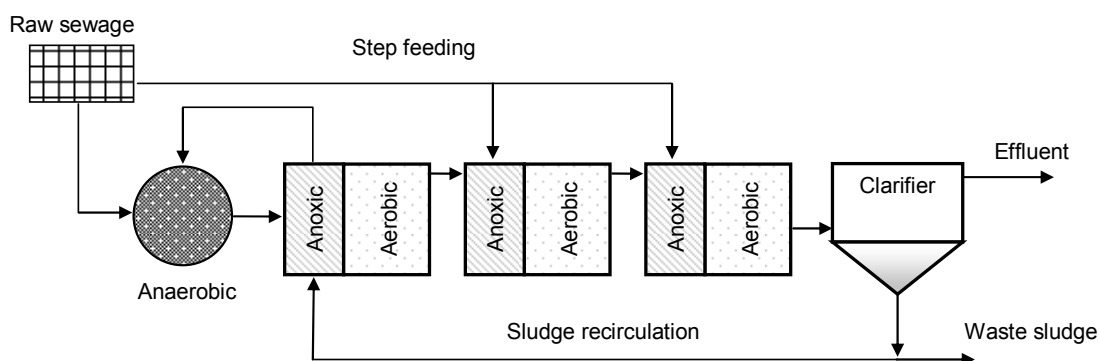 Raw sewage
Step feeding
Effluent
Clarifier
Anoxic
Aerobic
Anoxic
Aerobic
Anoxic
Aerobic
Anaerobic
Sludge recirculation
Waste sludge